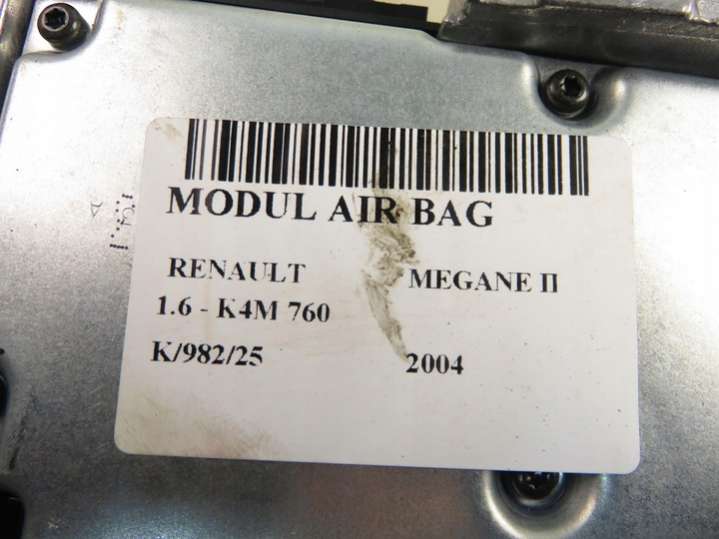 MODUL AIR BAG
RENAULT MEGANE II
1.6 - K4M 760
K/982/25 2004